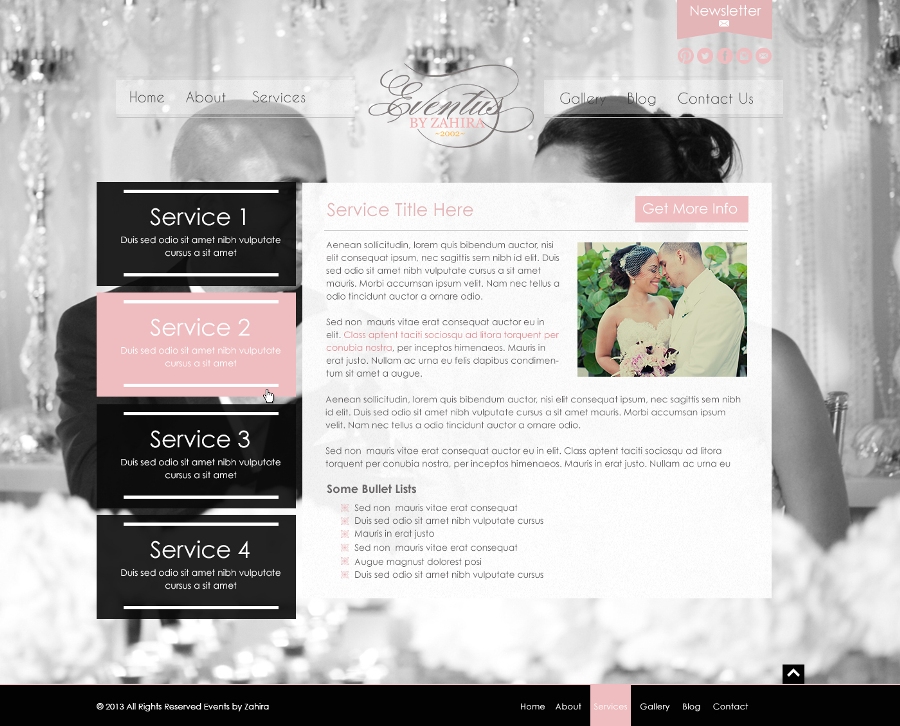 Newsletter
Home About Services
Eventus
BY ZAHIRA
~2002~
Gallery Blog Contact Us
Service 1
Duis sed odio sit amet nibh vulputate
cursus a sit amet
Service 2
Duis sed odio sit amet nibh vulputate
cursus a sit amet
Service 3
Duis sed odio sit amet nibh vulputate
cursus a sit amet
Service 4
Duis sed odio sit amet nibh vulputate
cursus a sit amet
Service Title Here
Get More Info
Aenean sollicitudin, lorem quis bibendum auctor, nisi
elit consequat ipsum, nec sagittis sem nibh id elit. Duis
sed odio sit amet nibh vulputate cursus a sit amet
mauris. Morbi accumsan ipsum velit. Nam nec tellus a
odio tincidunt auctor a ornare odio.
Sed non mauris vitae erat consequat auctor eu in
elit. Class aptent taciti sociosqu ad litora torquent per
conubia nostra, per inceptos himenaeos. Mauris in
erat justo. Nullam ac urna eu felis dapibus condimen-
tum sit amet a augue.
Aenean sollicitudin, lorem quis bibendum auctor, nisi elit consequat ipsum, nec sagittis sem nibh
id elit. Duis sed odio sit amet nibh vulputate cursus a sit amet mauris. Morbi accumsan ipsum
velit. Nam nec tellus a odio tincidunt auctor a ornare odio.
Sed non mauris vitae erat consequat auctor eu in elit. Class aptent taciti sociosqu ad litora
torquent per conubia nostra, per inceptos himenaeos. Mauris in erat justo. Nullam ac urna eu
Some Bullet Lists
Sed non mauris vitae erat consequat
Duis sed odio sit amet nibh vulputate cursus
Mauris in erat justo
Sed non mauris vitae erat consequat
Augue magnust dolorest posi
Duis sed odio sit amet nibh vulputate cursus
© 2013 All Rights Reserved Events by Zahira
Home About Services Gallery Blog Contact